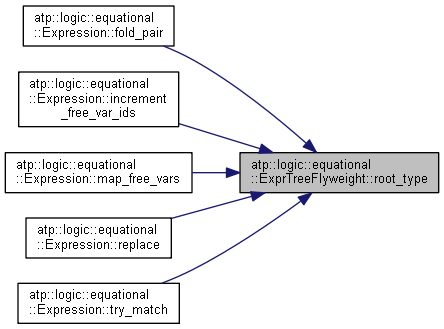 atp::logic::equational
::Expression::fold_pair
atp::logic::equational
::Expression::increment
_free_var_ids
atp::logic::equational
::Expression::map_free_vars
atp::logic::equational
::Expression::replace
atp::logic::equational
::Expression::try_match
atp::logic::equational
::ExprTreeFlyweight::root_type